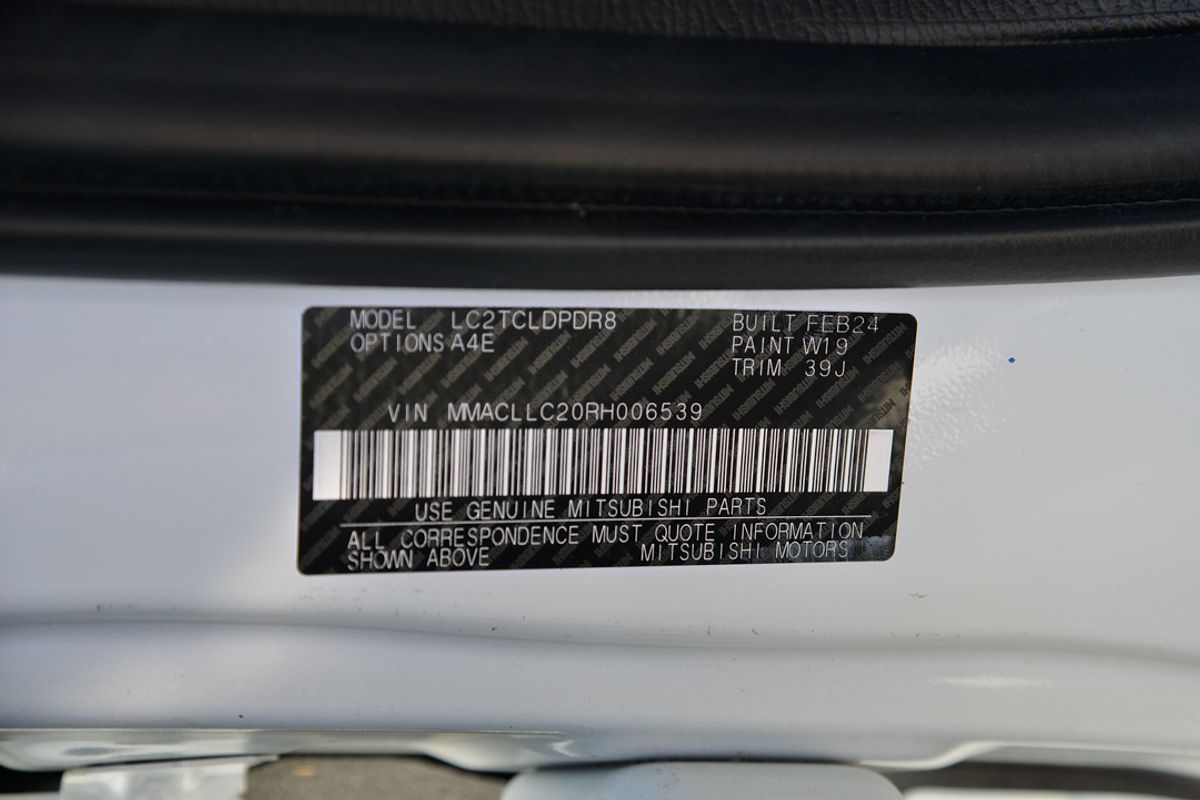 MODEL LC2TCLDPDR8 BUILT FEB24
OPTIONS A4E PAINT W19
TRIM 39J
VIN MMACLLC20RH006539
USE GENUINE MITSUBISHI PARTS
ALL CORRESPONDENCE MUST QUOTE INFORMATION
SHOWN ABOVE MITSUBISHI MOTORS